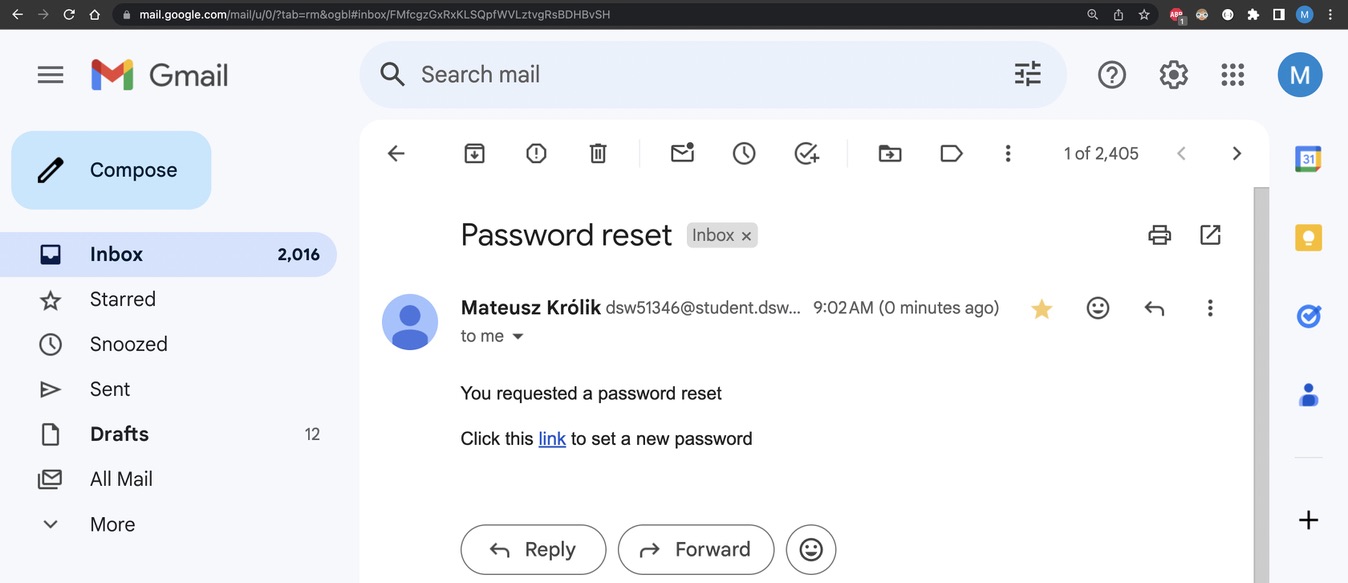 mail.google.com/mail/u/0/?tab=rm&ogbl#inbox/FMfcgzGxRxKLSQpfWVLztvgRsBDHBvSH
ABP
1
M
Gmail
Search mail
M
Compose
1 of 2,405
31
Inbox 2,016
Password reset Inbox ×
Starred
Mateusz Królik dsw51346@student.dsw... 9:02 AM (0 minutes ago)
to me
Snoozed
Sent
You requested a password reset
Drafts 12
Click this link to set a new password
All Mail
More
Reply
Forward